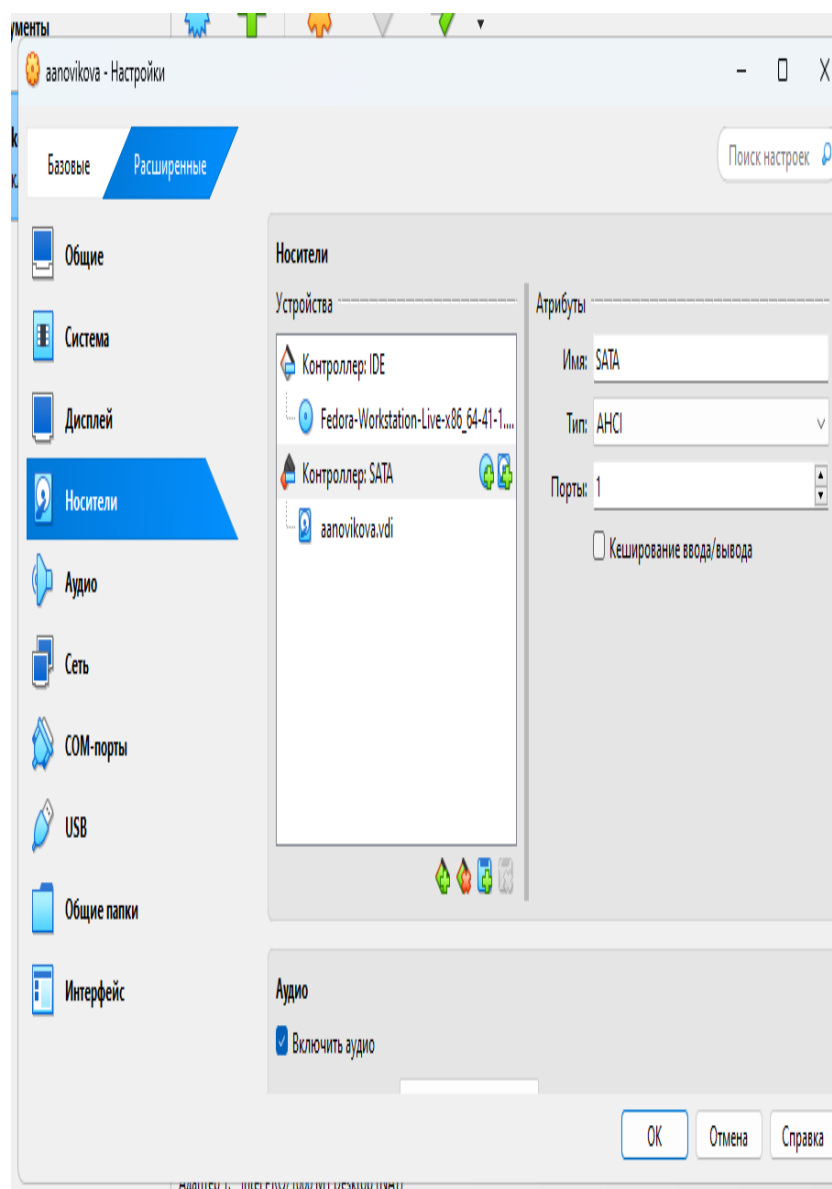 ументы
aanovikova - Настройки
Базовые
Расширенные
Поиск настроек
Общие
Система
Дисплей
Носители
Аудио
Сеть
COM-порты
USB
Общие папки
Интерфейс
Носители
Устройства
Контроллер: IDE
Fedora-Workstation-Live-x86_64-41-1....
Контроллер: SATA
aanovikova.vdi
Атрибуты
Имя: SATA
Тип: AHCI
Порты: 1
Кеширование ввода/вывода
Аудио
Включить аудио
OK
Отмена
Справка